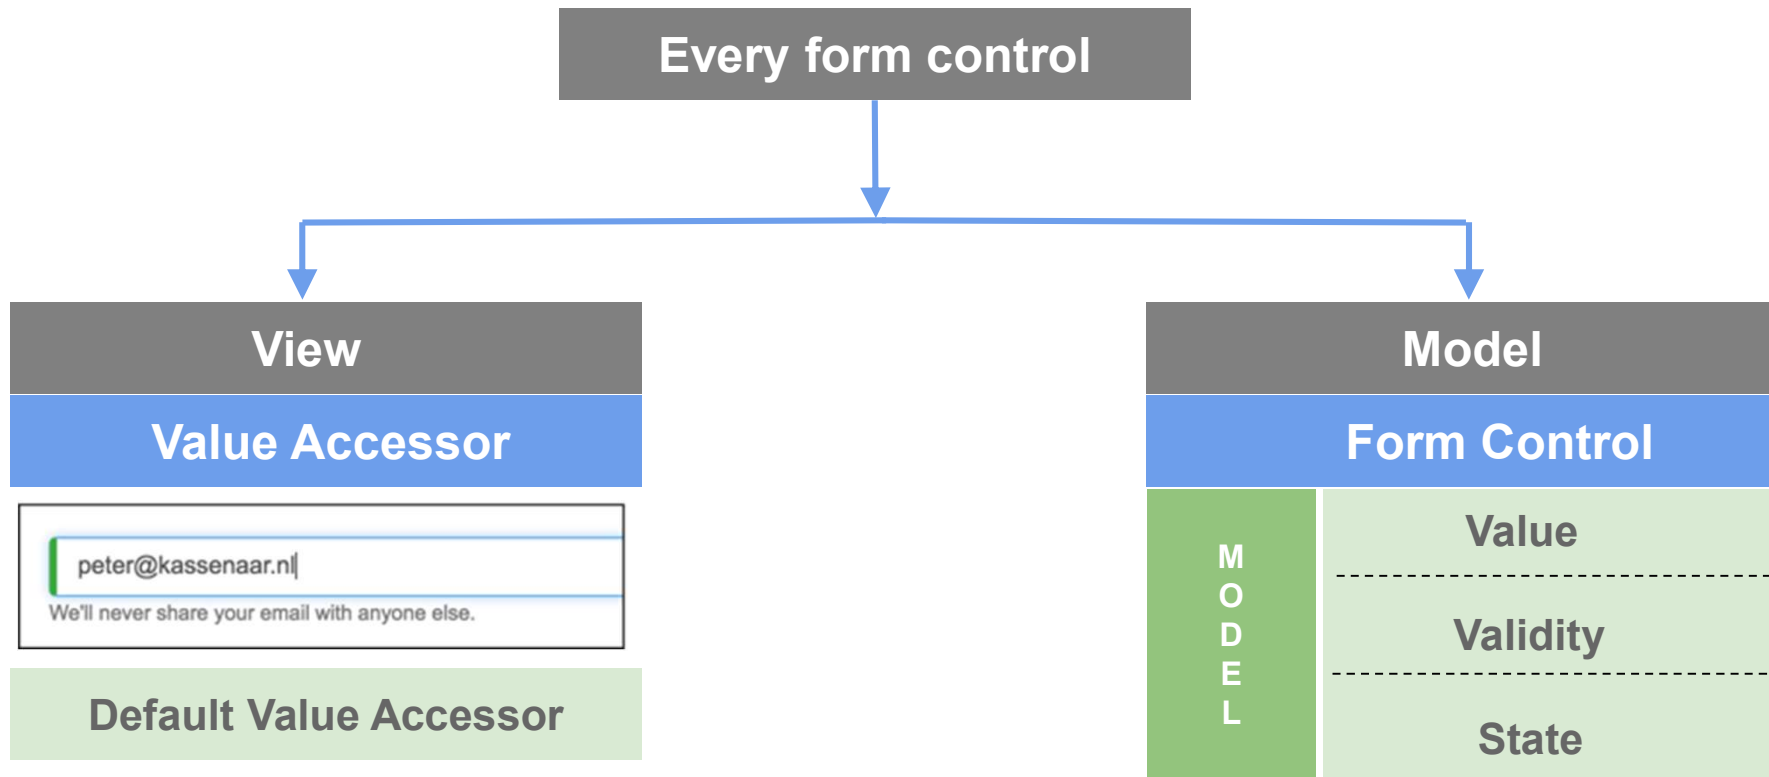 Every form control
View
Value Accessor
peter@kassenaar.nl
We'll never share your email with anyone else.
Default Value Accessor
Model
Form Control
M
O
D
E
L
Value
Validity
State